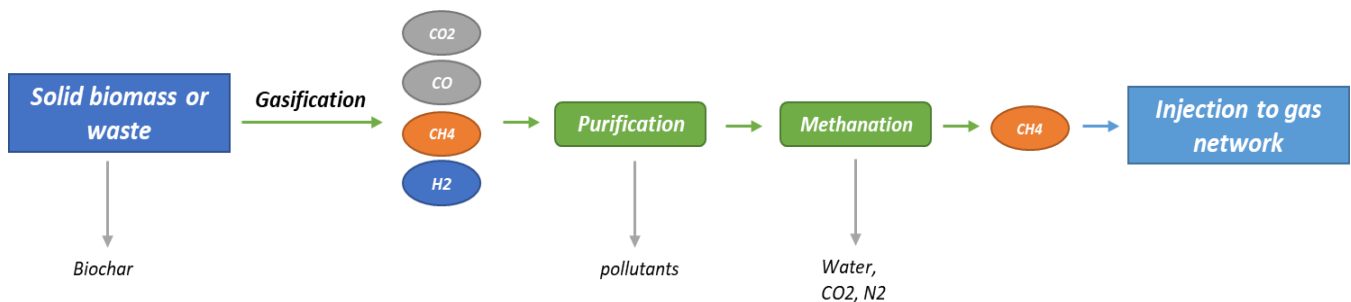 Solid biomass or
waste
Gasification
CO2
CO
CH4
H2
Purification
Methanation
CH4
Injection to gas
network
Biochar
pollutants
Water,
CO2, N2